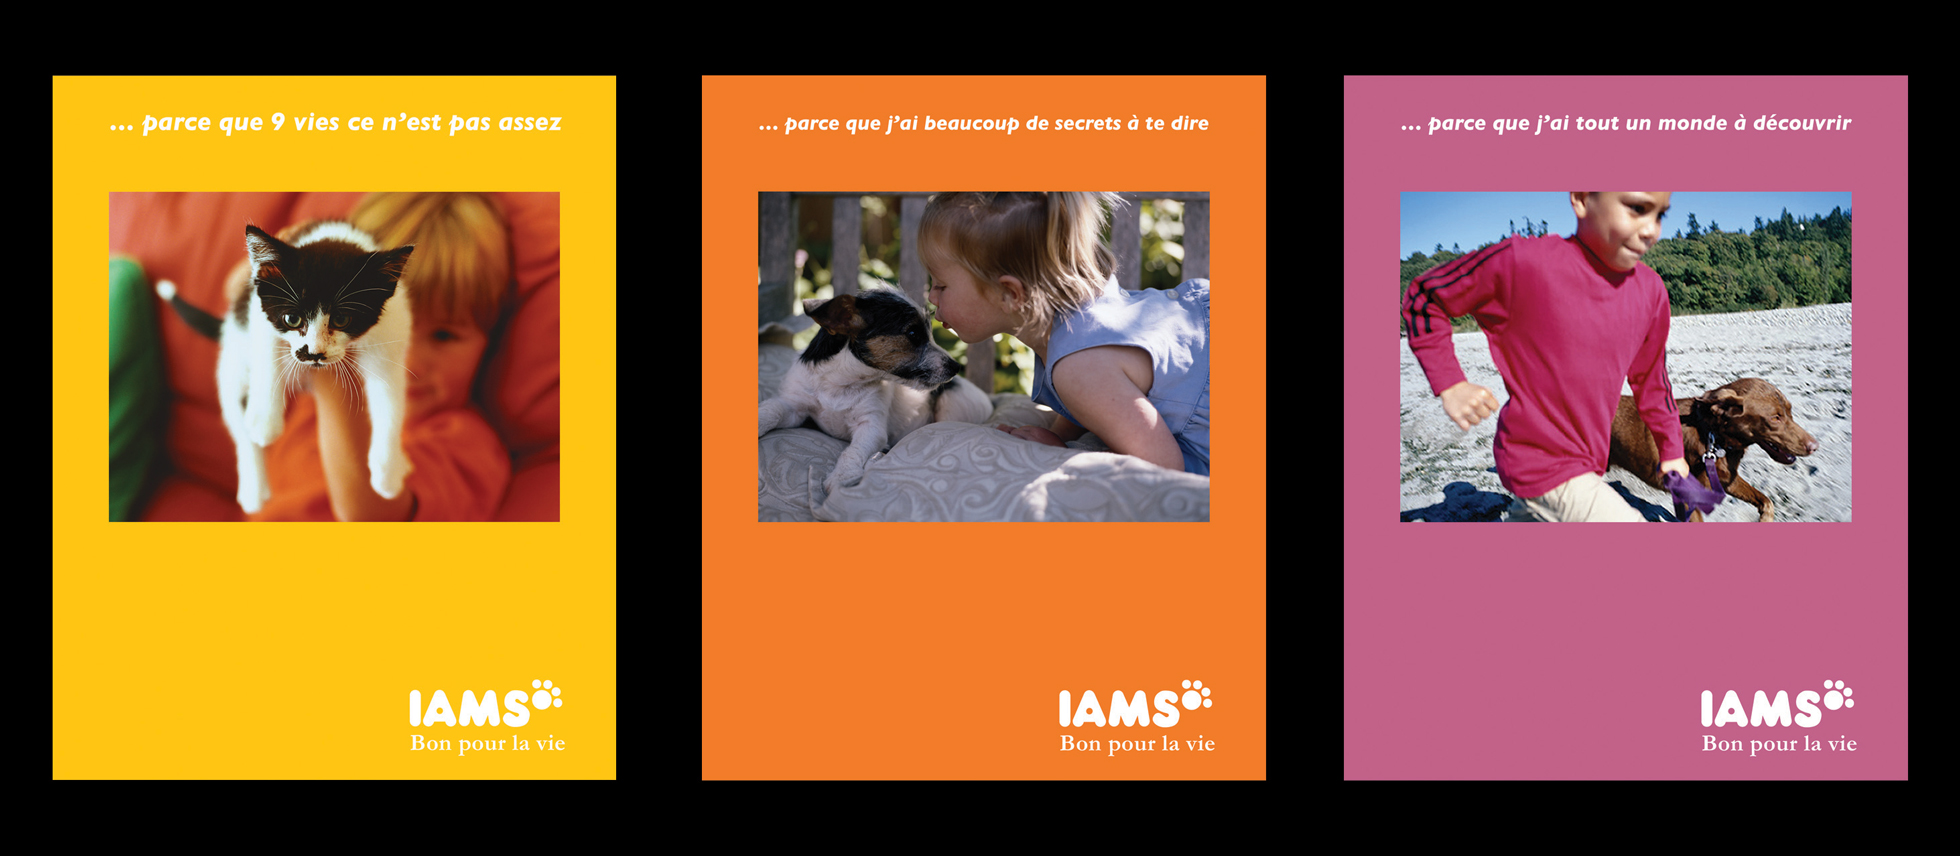 ... parce que 9 vies ce n’est pas assez
IAMS
Bon pour la vie
... parce que j’ai beaucoup de secrets à te dire
IAMS
Bon pour la vie
... parce que j’ai tout un monde à découvrir
IAMS
Bon pour la vie